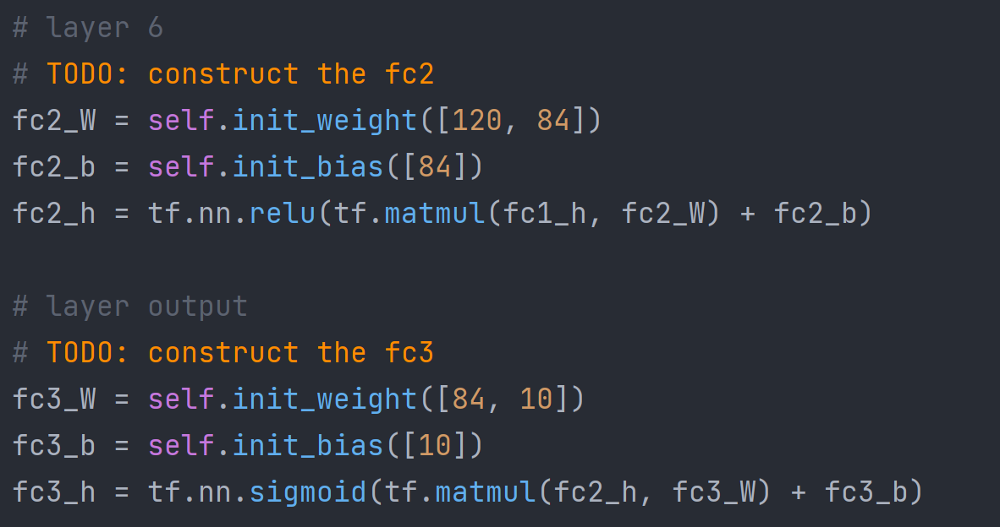 # layer 6
# TODO: construct the fc2
fc2_W = self.init_weight([120, 84])
fc2_b = self.init_bias([84])
fc2_h = tf.nn.relu(tf.matmul(fc1_h, fc2_W) + fc2_b)
# layer output
# TODO: construct the fc3
fc3_W = self.init_weight([84, 10])
fc3_b = self.init_bias([10])
fc3_h = tf.nn.sigmoid(tf.matmul(fc2_h, fc3_W) + fc3_b)